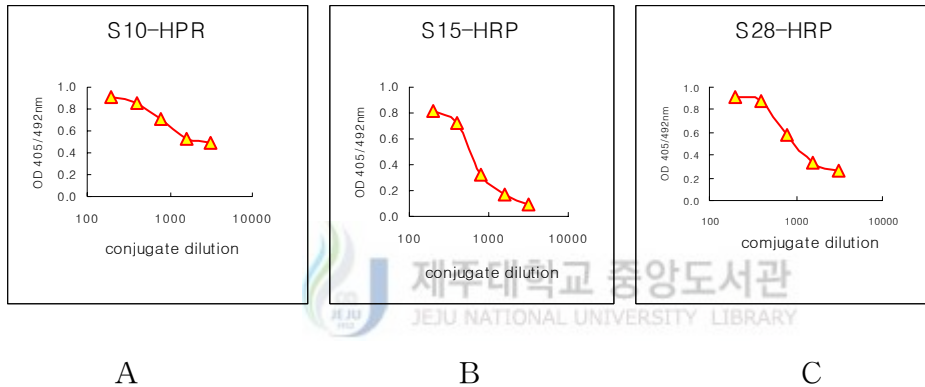 S10-HPR
1.0
0.8
0.6
0.4
0.2
0.0
OD 405/492nm
100 1000 10000
conjugate dilution
S15-HRP
1.0
0.8
0.6
0.4
0.2
0.0
OD 405/492nm
100 1000 10000
conjugate dilution
S28-HRP
1.0
0.8
0.6
0.4
0.2
0.0
OD 405/492nm
100 1000 10000
comjugate dilution
제주대학교 중앙도서관
JEJU NATIONAL UNIVERSITY LIBRARY
JEJU
1952
A B C